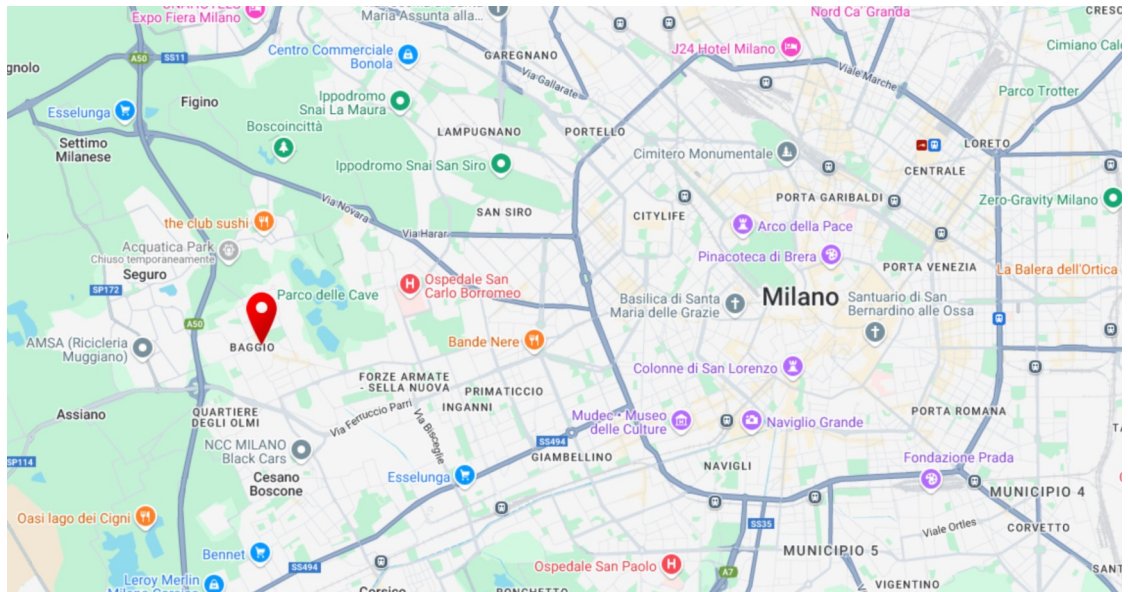 Expo Fiera Milano
Maria Assunta alla...
Nord Ca' Granda
CRESC
A50
SS11
Centro Commerciale
Bonola
GAREGNANO
J24 Hotel Milano
Cimiano Calc
gnolo
Via Gallarate
Viale Marche
Figino
Ippodromo
Snai La Maura
Parco Trotter
Esselunga
Boscoincittà
LAMPUGNANO
PORTELLO
Settimo
Milanese
Cimitero Monumentale
LORETO
Ippodromo Snai San Siro
CENTRALE
Via Novara
PORTA GARIBALDI
Zero-Gravity Milano
the club sushi
SAN SIRO
CITYLIFE
Arco della Pace
Via Harar
Acquatica Park
Chiuso temporaneamente
Pinacoteca di Brera
Seguro
PORTA VENEZIA
La Balera dell'Ortica
Ospedale San
Carlo Borromeo
SP172
Parco delle Cave
Basilica di Santa
Maria delle Grazie
Milano
Santuario di San
Bernardino alle Ossa
A50
AMSA (Ricicleria
Muggiano)
BAGGIO
Bande Nere
Colonne di San Lorenzo
FORZE ARMATE
- SELLA NUOVA
PRIMATICCIO
INGANNI
Assiano
QUARTIERE
DEGLI OLMI
Via Ferruccio Parri
Via Bisceglie
Mudec • Museo
delle Culture
Naviglio Grande
PORTA ROMANA
NCC MILANO
Black Cars
SS494
GIAMBELLINO
SP114
Cesano
Boscone
Esselunga
NAVIGLI
Fondazione Prada
MUNICIPIO 4
Oasi lago dei Cigni
SS35
Viale Ortles
CORVETTO
Bennet
MUNICIPIO 5
SS494
Ospedale San Paolo
A7
SANT
Leroy Merlin
VIGENTINO